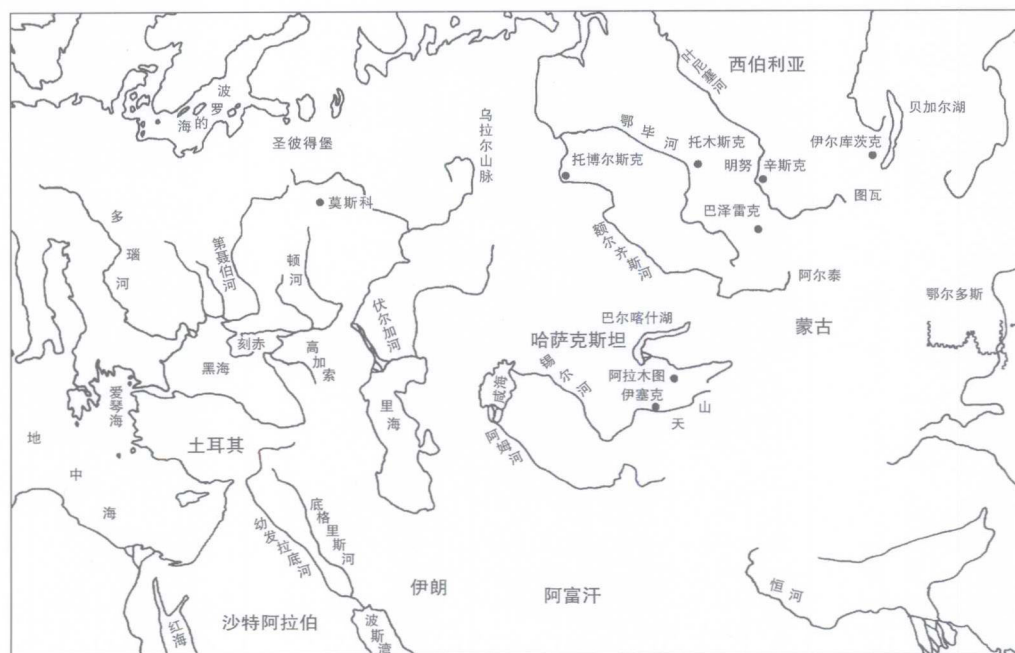 西伯利亚
叶尼塞河
贝加尔湖
波罗的海
乌拉尔山脉
圣彼得堡
鄂毕河
托木斯克
伊尔库茨克
托博尔斯克
明努辛斯克
图瓦
莫斯科
巴泽雷克
多瑙河
第聂伯河
顿河
额尔齐斯河
阿尔泰
鄂尔多斯
伏尔加河
巴尔喀什湖
蒙古
刻赤
哈萨克斯坦
黑海
高加索
锡尔河
阿拉木图
咸海
伊塞克
爱琴海
里海
天山
土耳其
阿姆河
地中海
底格里斯河
幼发拉底河
伊朗
阿富汗
恒河
沙特阿拉伯
红海
波斯湾